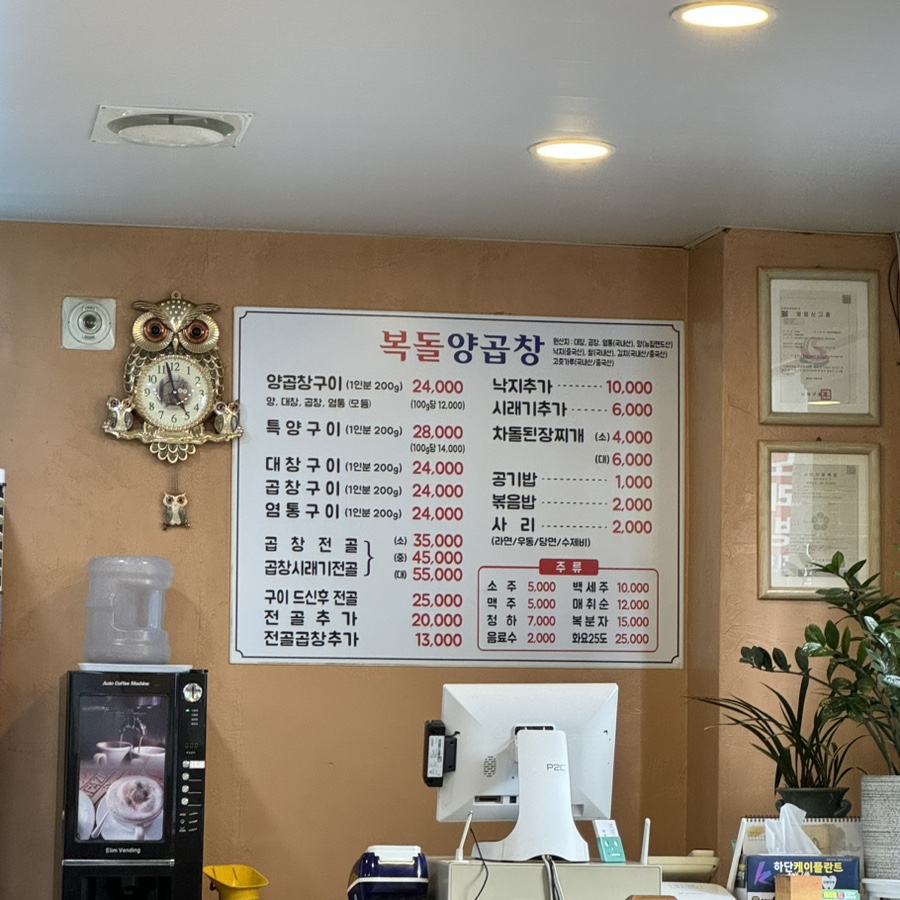 복돌양곱창
원산지 : 대창, 곱창, 염통(국내산), 양(뉴질랜드산)
낙지(중국산), 쌀(국내산), 김치(국내산/중국산)
고춧가루(국내산/중국산)
양곱창구이 (1인분 200g) 24,000
양, 대창, 곱창, 염통 (모듬) (100g당 12,000)
특양구이 (1인분 200g) 28,000
(100g당 14,000)
대창구이 (1인분 200g) 24,000
곱창구이 (1인분 200g) 24,000
염통구이 (1인분 200g) 24,000
곱창전골 (소) 35,000
(중) 45,000
곱창시래기전골 (대) 55,000
구이 드신후 전골 25,000
전골추가 20,000
전골곱창추가 13,000
낙지추가 10,000
시래기추가 6,000
차돌된장찌개 (소) 4,000
(대) 6,000
공기밥 1,000
볶음밥 2,000
사리 2,000
(라면/우동/당면/수제비)
주류
소주 5,000 백세주 10,000
맥주 5,000 매취순 12,000
청하 7,000 복분자 15,000
음료수 2,000 화요25도 25,000
영업신고증
Auto Coffee Machine
Elim Vending
하단케이플란트